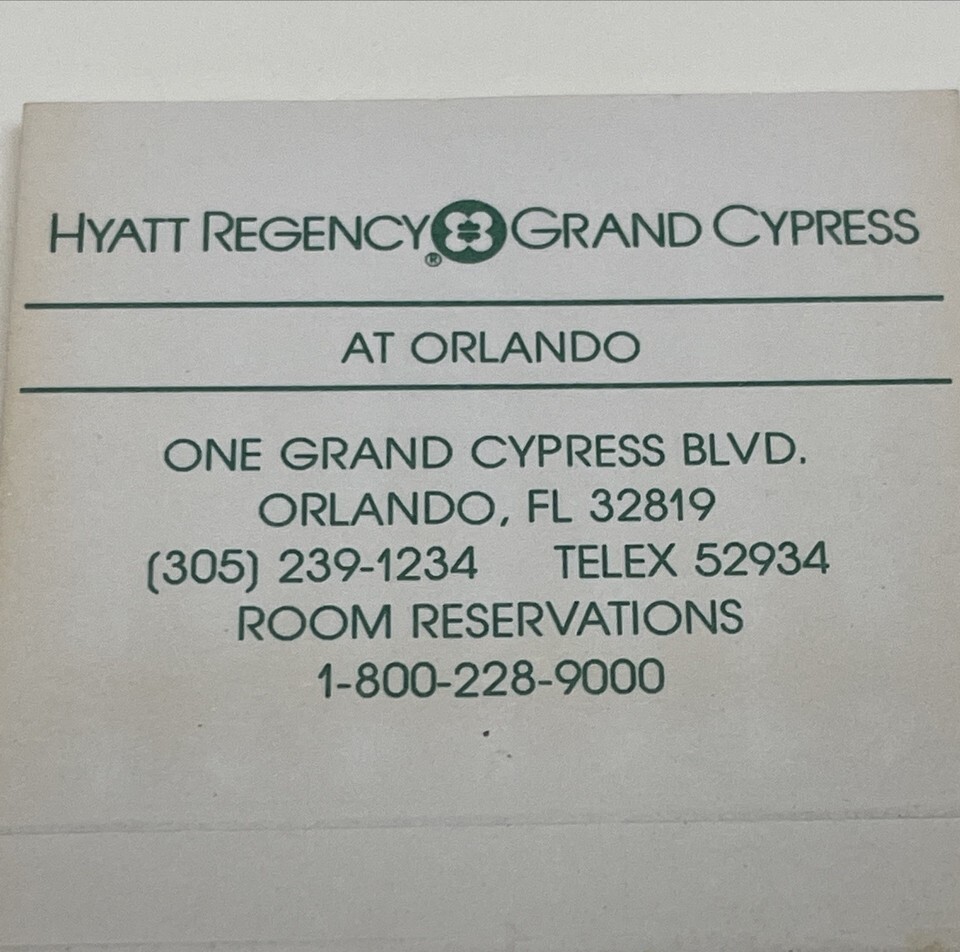 HYATT REGENCY® GRAND CYPRESS
AT ORLANDO
ONE GRAND CYPRESS BLVD.
ORLANDO, FL 32819
(305) 239-1234 TELEX 52934
ROOM RESERVATIONS
1-800-228-9000